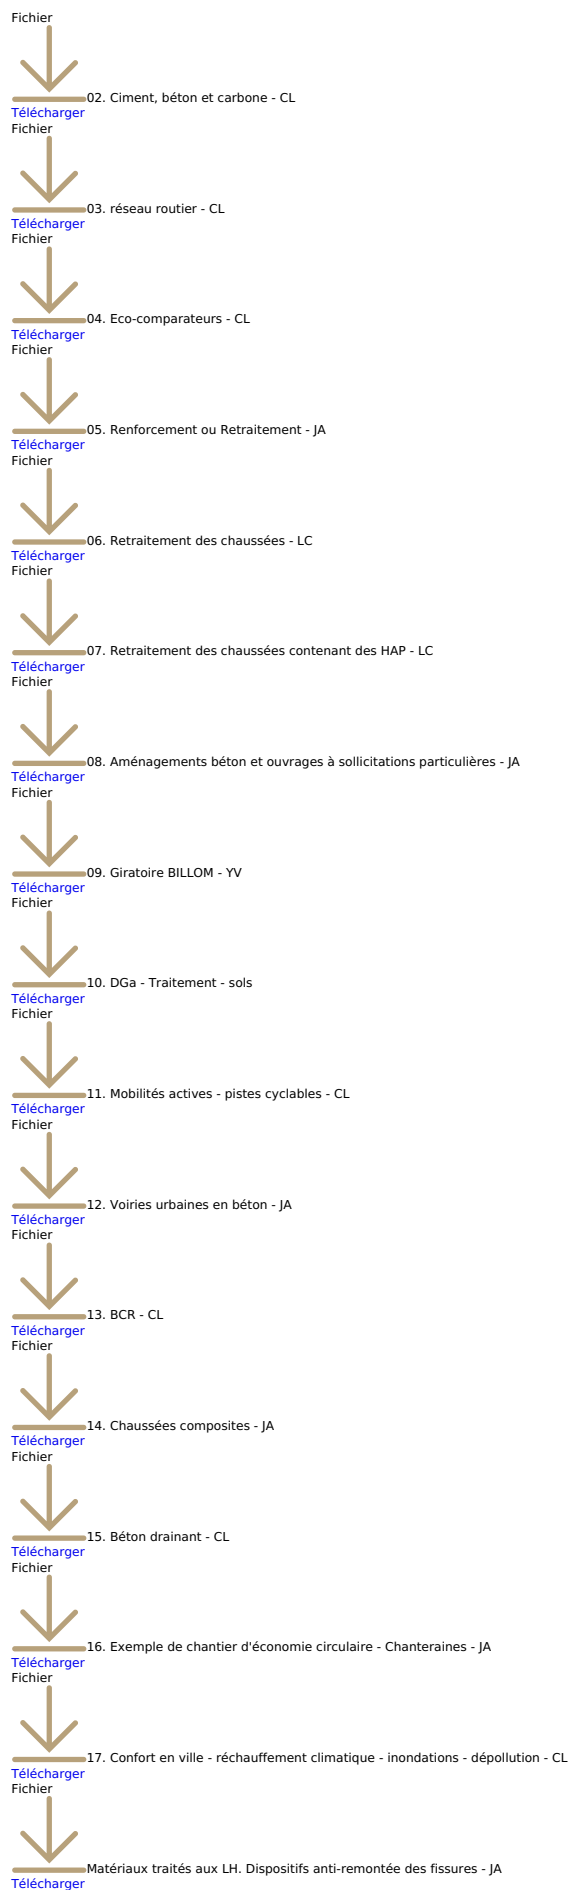 Fichier
02. Ciment, béton et carbone - CL
Télécharger
Fichier
03. réseau routier - CL
Télécharger
Fichier
04. Eco-comparateurs - CL
Télécharger
Fichier
05. Renforcement ou Retraitement - JA
Télécharger
Fichier
06. Retraitement des chaussées - LC
Télécharger
Fichier
07. Retraitement des chaussées contenant des HAP - LC
Télécharger
Fichier
08. Aménagements béton et ouvrages à sollicitations particulières - JA
Télécharger
Fichier
09. Giratoire BILLOM - YV
Télécharger
Fichier
10. DGa - Traitement - sols
Télécharger
Fichier
11. Mobilités actives - pistes cyclables - CL
Télécharger
Fichier
12. Voiries urbaines en béton - JA
Télécharger
Fichier
13. BCR - CL
Télécharger
Fichier
14. Chaussées composites - JA
Télécharger
Fichier
15. Béton drainant - CL
Télécharger
Fichier
16. Exemple de chantier d'économie circulaire - Chanteraines - JA
Télécharger
Fichier
17. Confort en ville - réchauffement climatique - inondations - dépollution - CL
Télécharger
Fichier
Matériaux traités aux LH. Dispositifs anti-remontée des fissures - JA
Télécharger